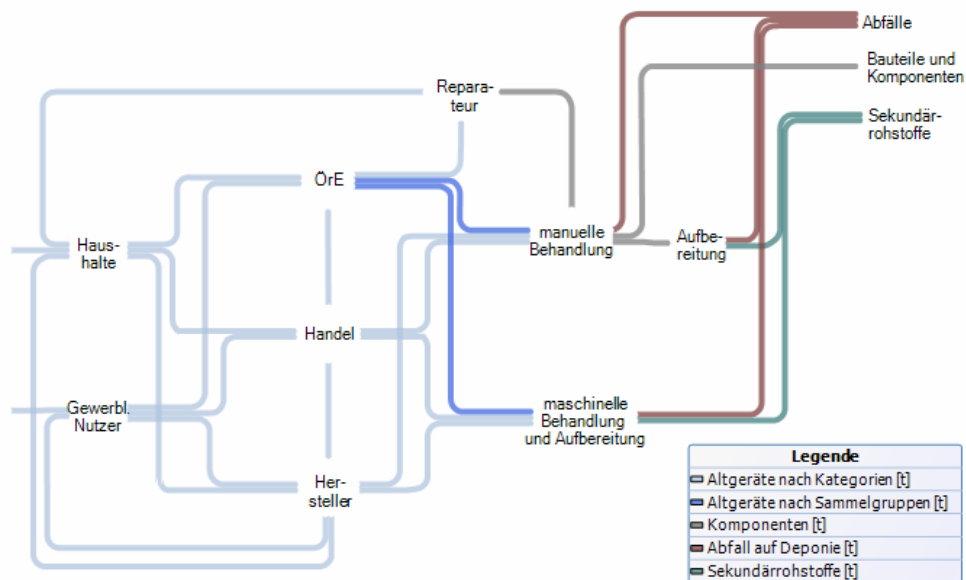 Abfälle
Bauteile und
Komponenten
Repara-
teur
Sekundär-
rohstoffe
ÖrE
Haus-
halte
manuelle
Behandlung
Aufbe-
reitung
Handel
Gewerbl.
Nutzer
maschinelle
Behandlung
und Aufbereitung
Her-
steller
Legende
Altgeräte nach Kategorien [t]
Altgeräte nach Sammelgruppen [t]
Komponenten [t]
Abfall auf Deponie [t]
Sekundärrohstoffe [t]